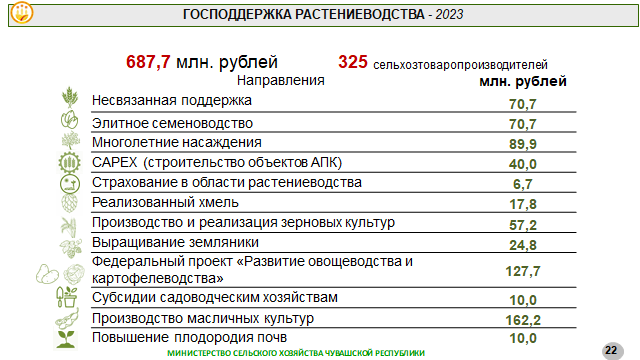 ГОСПОДДЕРЖКА РАСТЕНИЕВОДСТВА - 2023
687,7 млн. рублей 325 сельхозтоваропроизводителей
Направления млн. рублей
Несвязанная поддержка 70,7
Элитное семеноводство 70,7
Многолетние насаждения 89,9
CAPEX (строительство объектов АПК) 40,0
Страхование в области растениеводства 6,7
Реализованный хмель 17,8
Производство и реализация зерновых культур 57,2
Выращивание земляники 24,8
Федеральный проект «Развитие овощеводства и
картофелеводства» 127,7
Субсидии садоводческим хозяйствам 10,0
Производство масличных культур 162,2
Повышение плодородия почв 10,0
МИНИСТЕРСТВО СЕЛЬСКОГО ХОЗЯЙСТВА ЧУВАШСКОЙ РЕСПУБЛИКИ 22